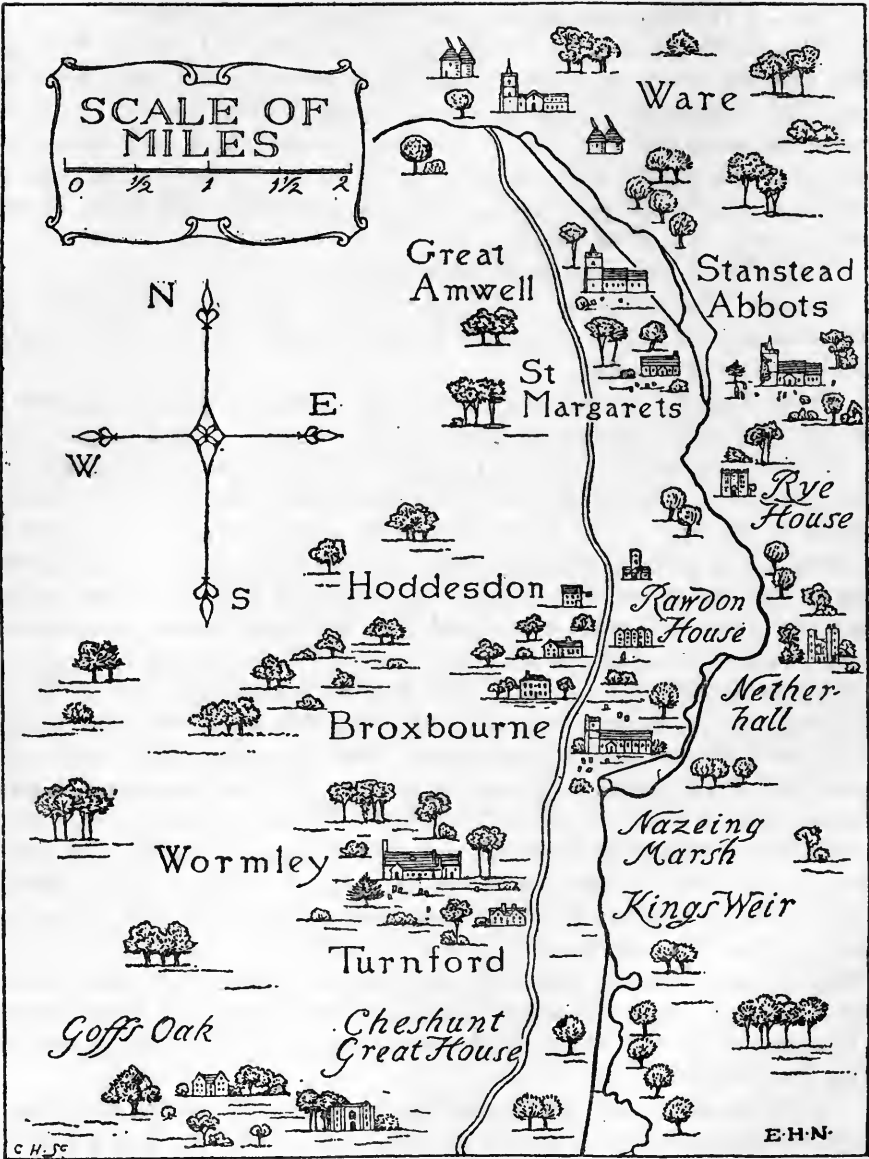 SCALE OF
MILES
0 ½ 1 1½ 2
Ware
Great
Amwell
Stanstead
Abbots
N
E
W
S
St
Margarets
Rye
House
Hoddesdon
Rawdon
House
Nether-
hall
Broxbourne
Nazeing
Marsh
Wormley
Kings Weir
Turnford
Goffs Oak
Cheshunt
Great House
C H. Sc
E·H·N·